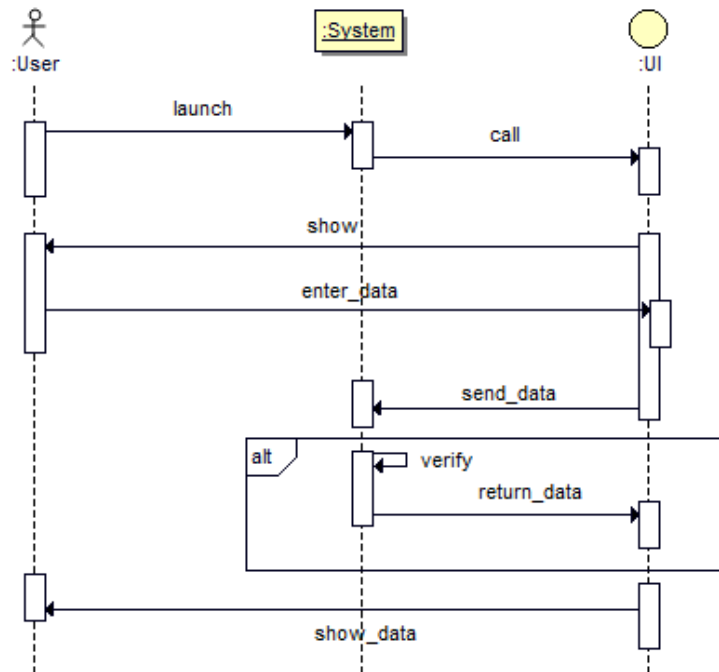 :User
:System
:UI
launch
call
show
enter_data
send_data
alt
verify
return_data
show_data